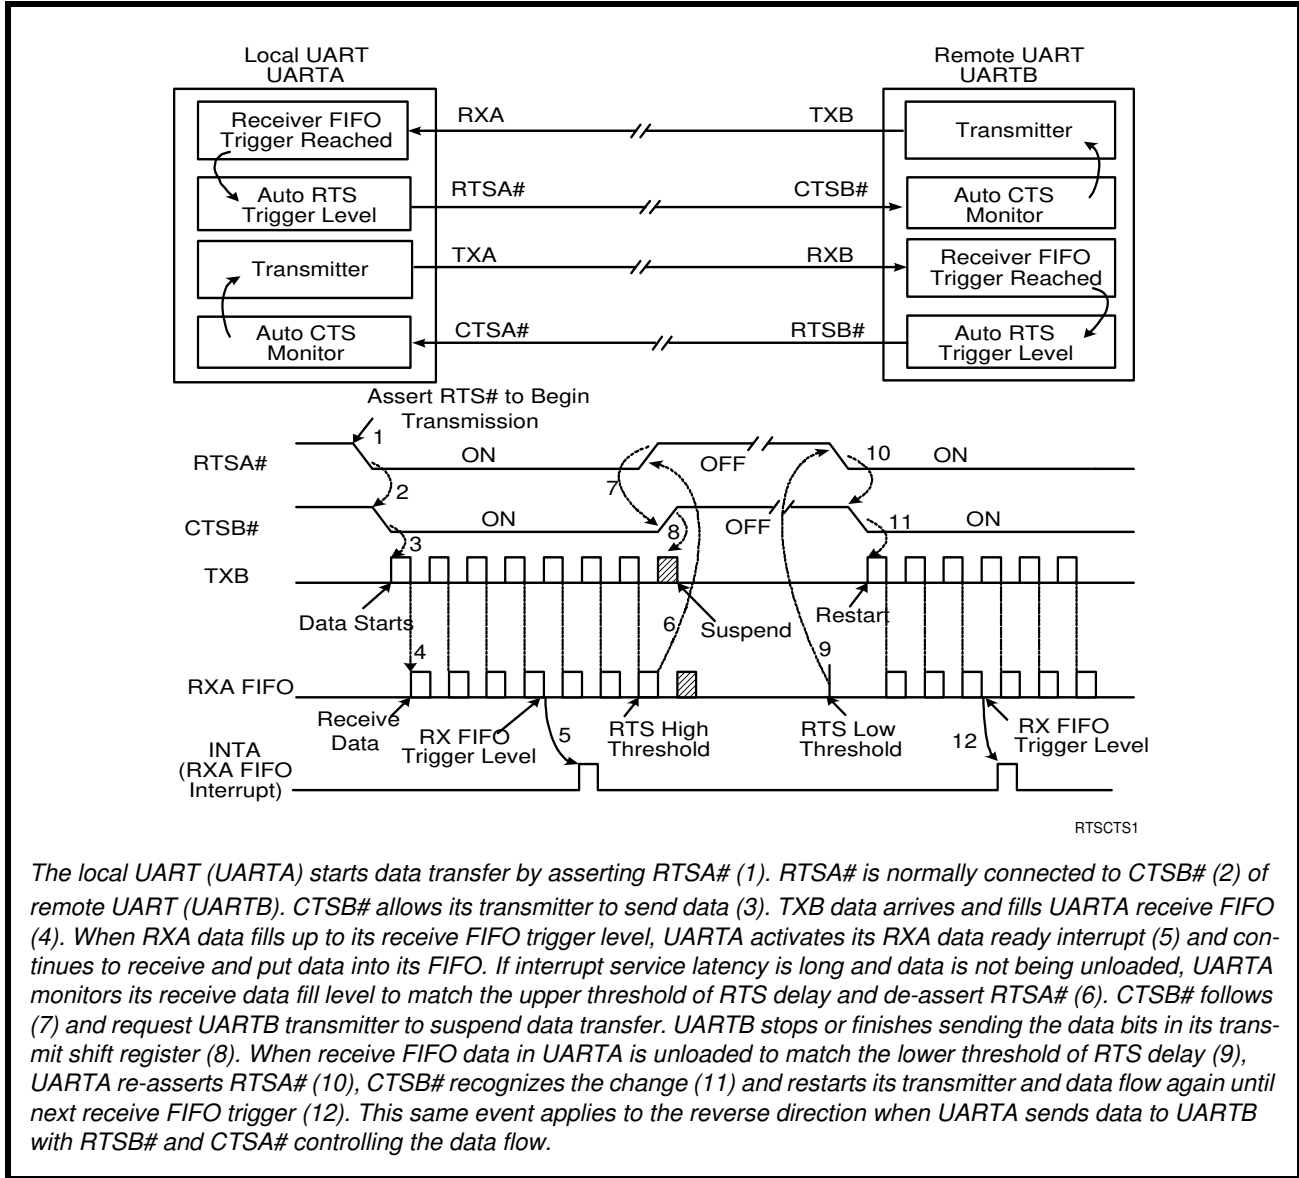 Local UART
UARTA
Remote UART
UARTB
Receiver FIFO
Trigger Reached
RXA
TXB
Transmitter
Auto RTS
Trigger Level
RTSA#
CTSB#
Auto CTS
Monitor
Transmitter
TXA
RXB
Receiver FIFO
Trigger Reached
Auto CTS
Monitor
CTSA#
RTSB#
Auto RTS
Trigger Level
Assert RTS# to Begin
Transmission
1
RTSA#
ON
OFF
10
ON
2
7
CTSB#
ON
OFF
11
ON
3
8
TXB
Data Starts
6
Suspend
Restart
4
9
RXA FIFO
Receive
Data
RX FIFO
Trigger Level
5
RTS High
Threshold
RTS Low
Threshold
12
RX FIFO
Trigger Level
INTA
(RXA FIFO
Interrupt)
RTSCTS1
The local UART (UARTA) starts data transfer by asserting RTSA# (1). RTSA# is normally connected to CTSB# (2) of
remote UART (UARTB). CTSB# allows its transmitter to send data (3). TXB data arrives and fills UARTA receive FIFO
(4). When RXA data fills up to its receive FIFO trigger level, UARTA activates its RXA data ready interrupt (5) and con-
tinues to receive and put data into its FIFO. If interrupt service latency is long and data is not being unloaded, UARTA
monitors its receive data fill level to match the upper threshold of RTS delay and de-assert RTSA# (6). CTSB# follows
(7) and request UARTB transmitter to suspend data transfer. UARTB stops or finishes sending the data bits in its trans-
mit shift register (8). When receive FIFO data in UARTA is unloaded to match the lower threshold of RTS delay (9),
UARTA re-asserts RTSA# (10), CTSB# recognizes the change (11) and restarts its transmitter and data flow again until
next receive FIFO trigger (12). This same event applies to the reverse direction when UARTA sends data to UARTB
with RTSB# and CTSA# controlling the data flow.